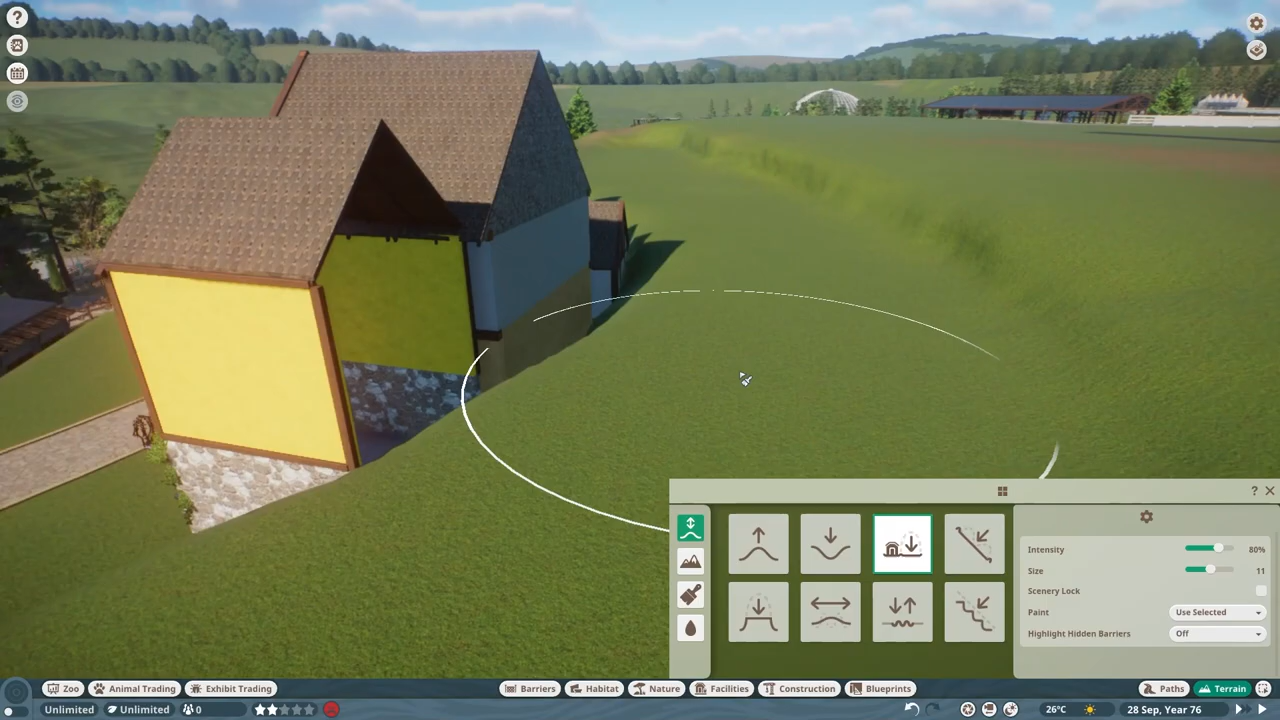 ?
? ×
Intensity 80%
Size 11
Scenery Lock
Paint Use Selected
Highlight Hidden Barriers Off
Zoo Animal Trading Exhibit Trading Barriers Habitat Nature Facilities Construction Blueprints Paths Terrain
Unlimited Unlimited 0 26°C 28 Sep, Year 76